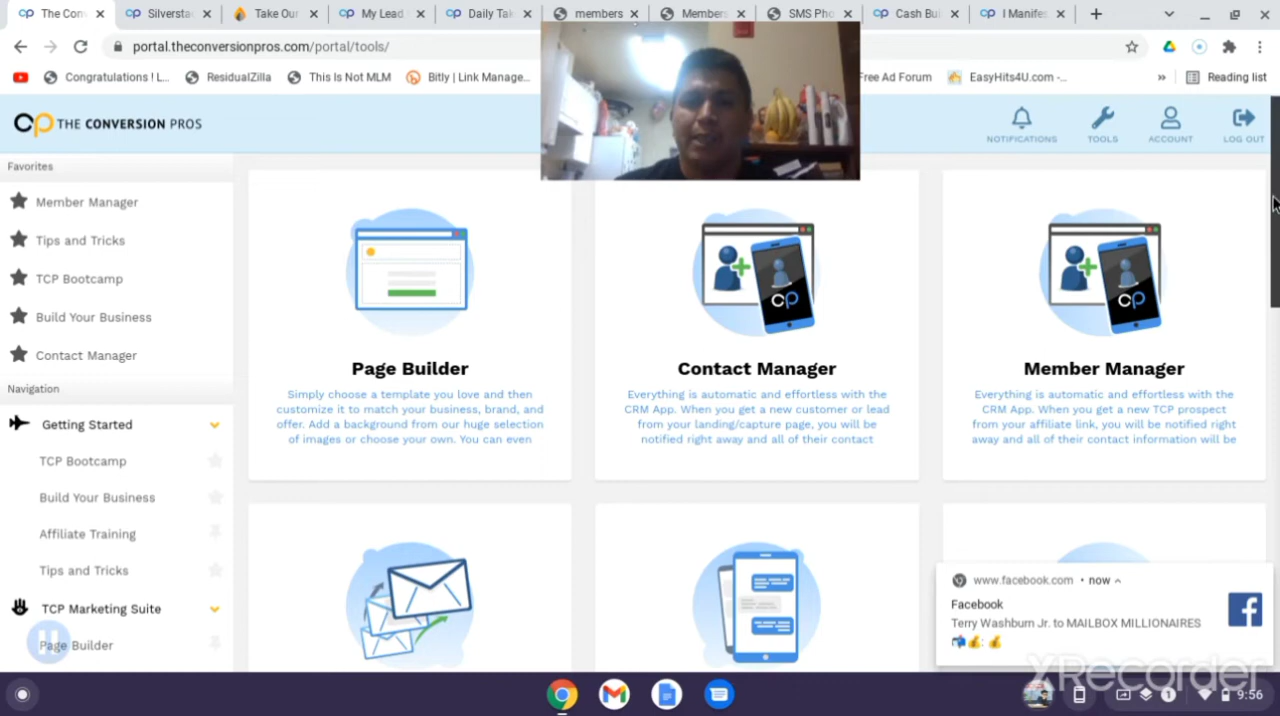 The Conv
Silverstau
Take Our
My Lead
Daily Tak
members
Members
SMS Pho
Cash Bui
I Manifes
portal.theconversionpros.com/portal/tools/
Congratulations ! L...
ResidualZilla
This Is Not MLM
Bitly | Link Manage...
Free Ad Forum
EasyHits4U.com -...
»
Reading list
cp THE CONVERSION PROS
NOTIFICATIONS
TOOLS
ACCOUNT
LOG OUT
Favorites
Member Manager
Tips and Tricks
TCP Bootcamp
Build Your Business
Contact Manager
Navigation
Getting Started
TCP Bootcamp
Build Your Business
Affiliate Training
Tips and Tricks
TCP Marketing Suite
Page Builder
Page Builder
Simply choose a template you love and then
customize it to match your business, brand, and
offer. Add a background from our huge selection
of images or choose your own. You can even
cp
Contact Manager
Everything is automatic and effortless with the
CRM App. When you get a new customer or lead
from your landing/capture page, you will be
notified right away and all of their contact
cp
Member Manager
Everything is automatic and effortless with the
CRM App. When you get a new TCP prospect
from your affiliate link, you will be notified right
away and all of their contact information will be
www.facebook.com • now
Facebook
Terry Washburn Jr. to MAILBOX MILLIONAIRES
XRecorder
1
9:56